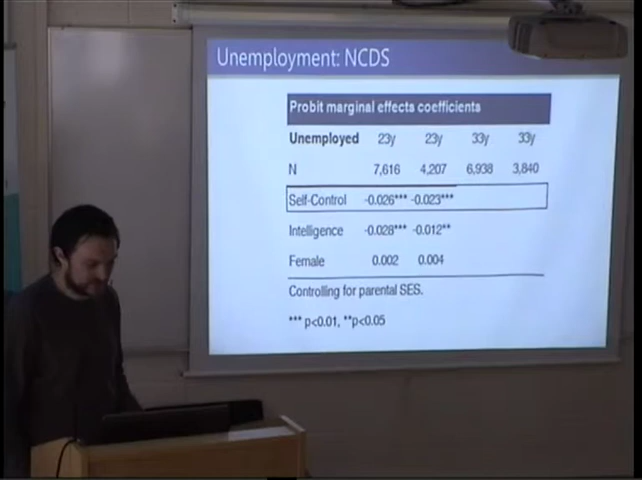 Unemployment: NCDS
Probit marginal effects coefficients
Unemployed 23y 23y 33y 33y
N 7,616 4,207 6,938 3,840
Self-Control -0.026*** -0.023***
Intelligence -0.028*** -0.012**
Female 0.002 0.004
Controlling for parental SES.
*** p<0.01, **p<0.05